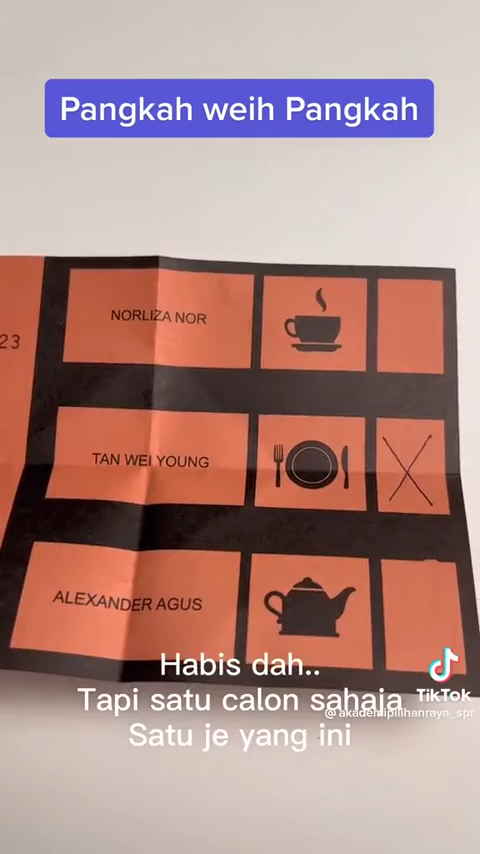 Pangkah weih Pangkah
23
NORLIZA NOR
TAN WEI YOUNG
ALEXANDER AGUS
Habis dah..
Tapi satu calon sahaja
Satu je yang ini
TikTok
@akademipilihanraya_spr